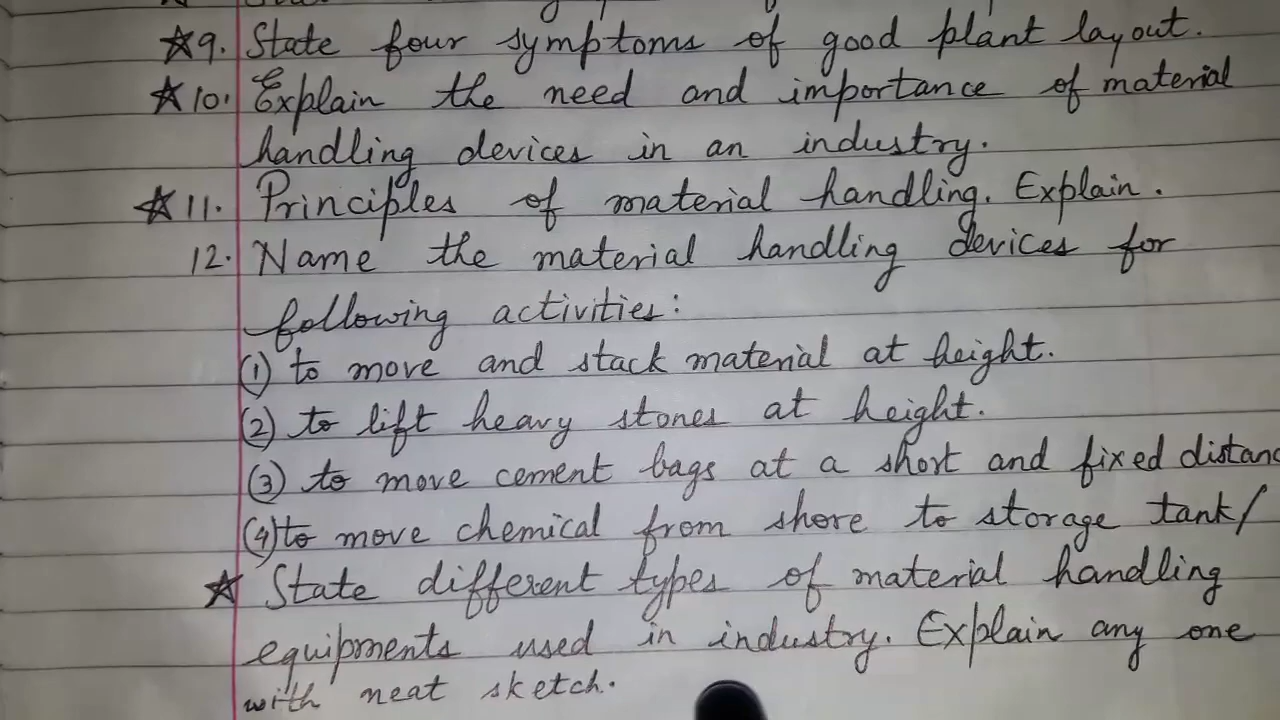 ☆9. State four symptoms of good plant layout.
☆10. Explain the need and importance of material
handling devices in an industry.
☆11. Principles of material handling. Explain.
12. Name the material handling devices for
following activities:
(1) to move and stack material at height.
(2) to lift heavy stones at height.
(3) to move cement bags at a short and fixed distanc
(4) to move chemical from shore to storage tank/
☆ State different types of material handling
equipments used in industry. Explain any one
with neat sketch.